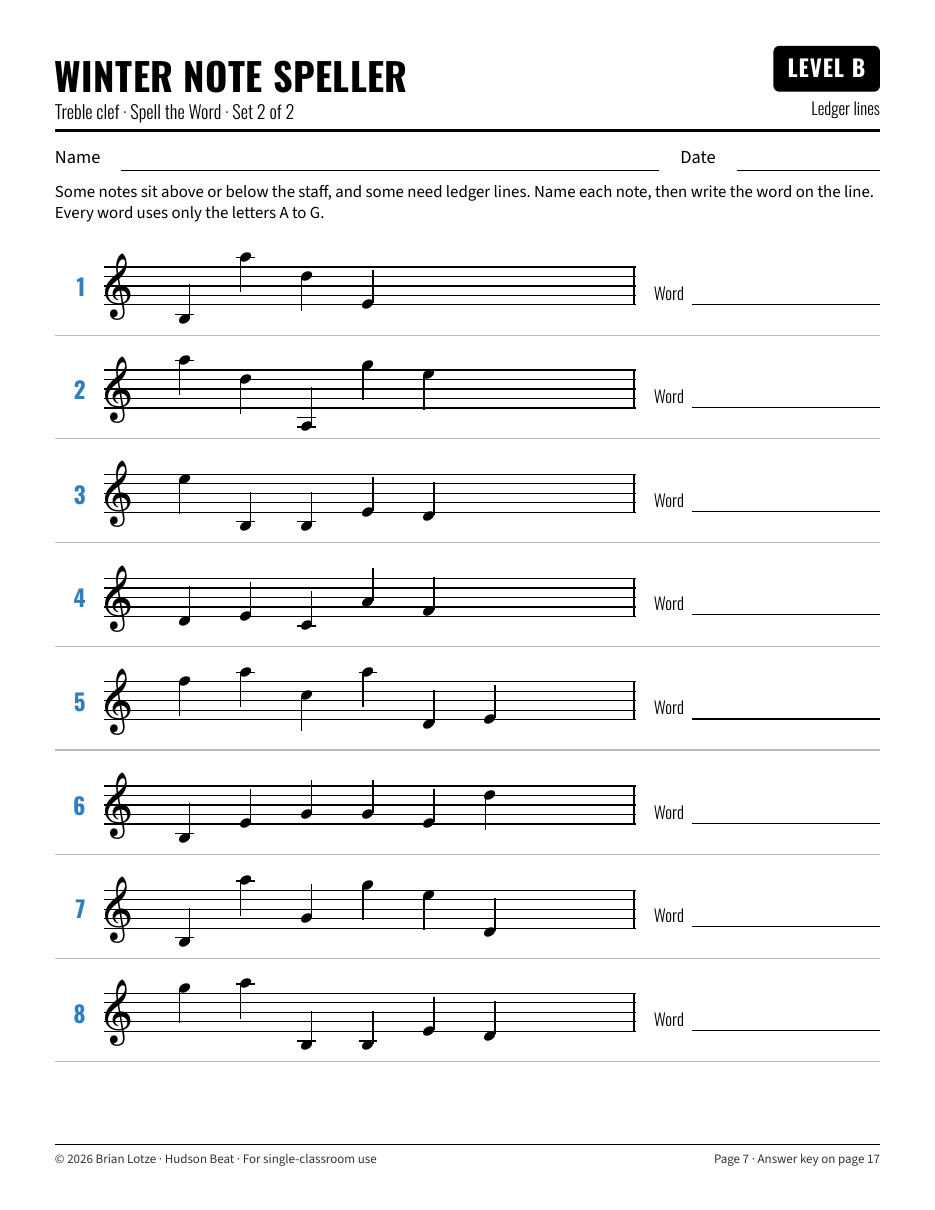 WINTER NOTE SPELLER
LEVEL B
Treble clef · Spell the Word · Set 2 of 2
Ledger lines
Name
Date
Some notes sit above or below the staff, and some need ledger lines. Name each note, then write the word on the line.
Every word uses only the letters A to G.
1 Word
2 Word
3 Word
4 Word
5 Word
6 Word
7 Word
8 Word
© 2026 Brian Lotze · Hudson Beat · For single-classroom use
Page 7 · Answer key on page 17